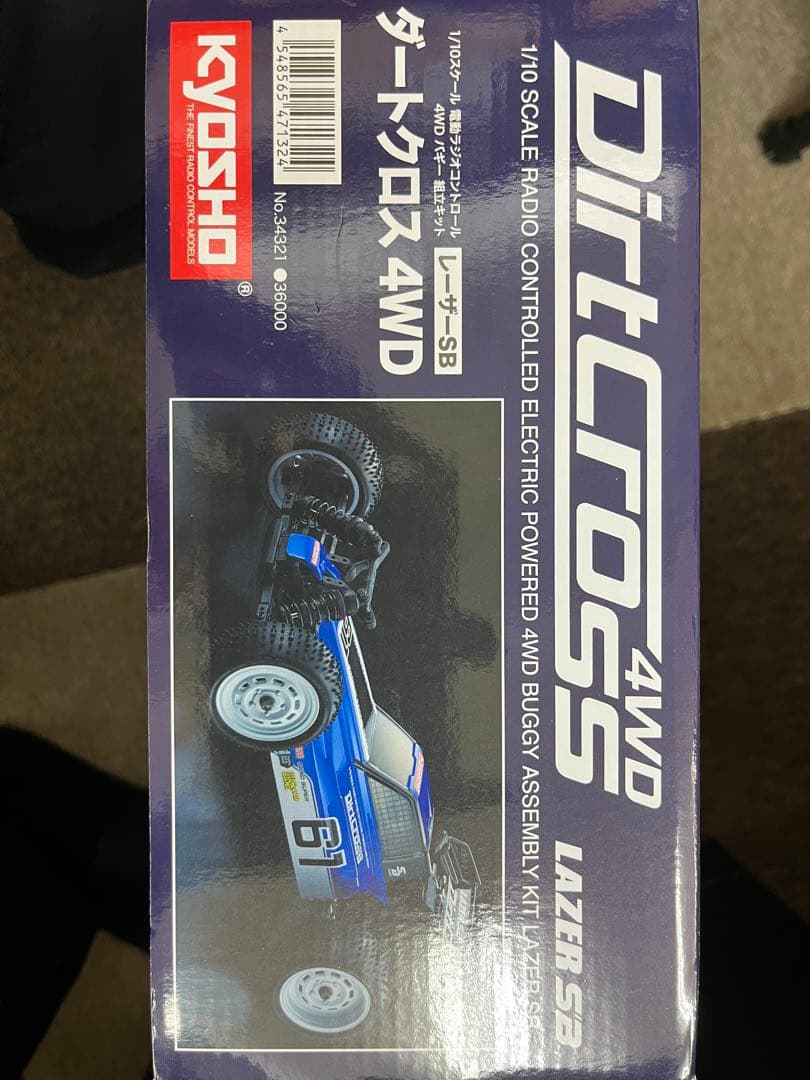 Dirtcross 4WD LAZER SB
1/10 SCALE RADIO CONTROLLED ELECTRIC POWERED 4WD BUGGY ASSEMBLY KIT LAZER SB
1/10スケール 電動ラジオコントロール
4WD バギー 組立キット
レーザーSB
ダートクロス 4WD
4 548565 471324
No.34321 ●36000
KYOSHO
®
THE FINEST RADIO CONTROL MODELS
Dirtcross
61